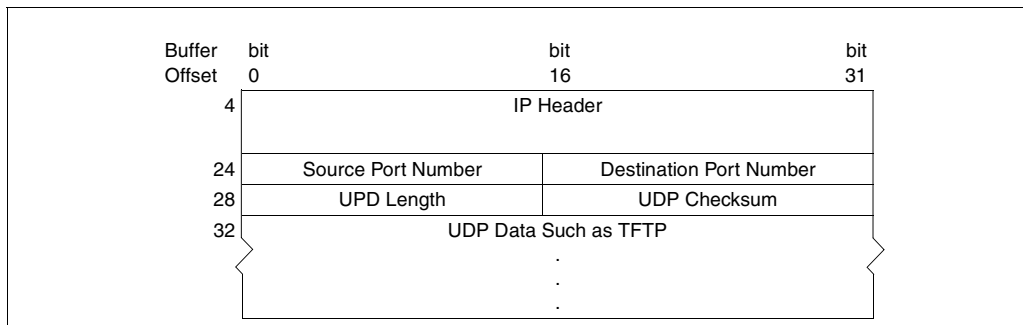 Buffer bit bit bit
Offset 0 16 31
4 IP Header
24 Source Port Number Destination Port Number
28 UPD Length UDP Checksum
32 UDP Data Such as TFTP
.
.
.